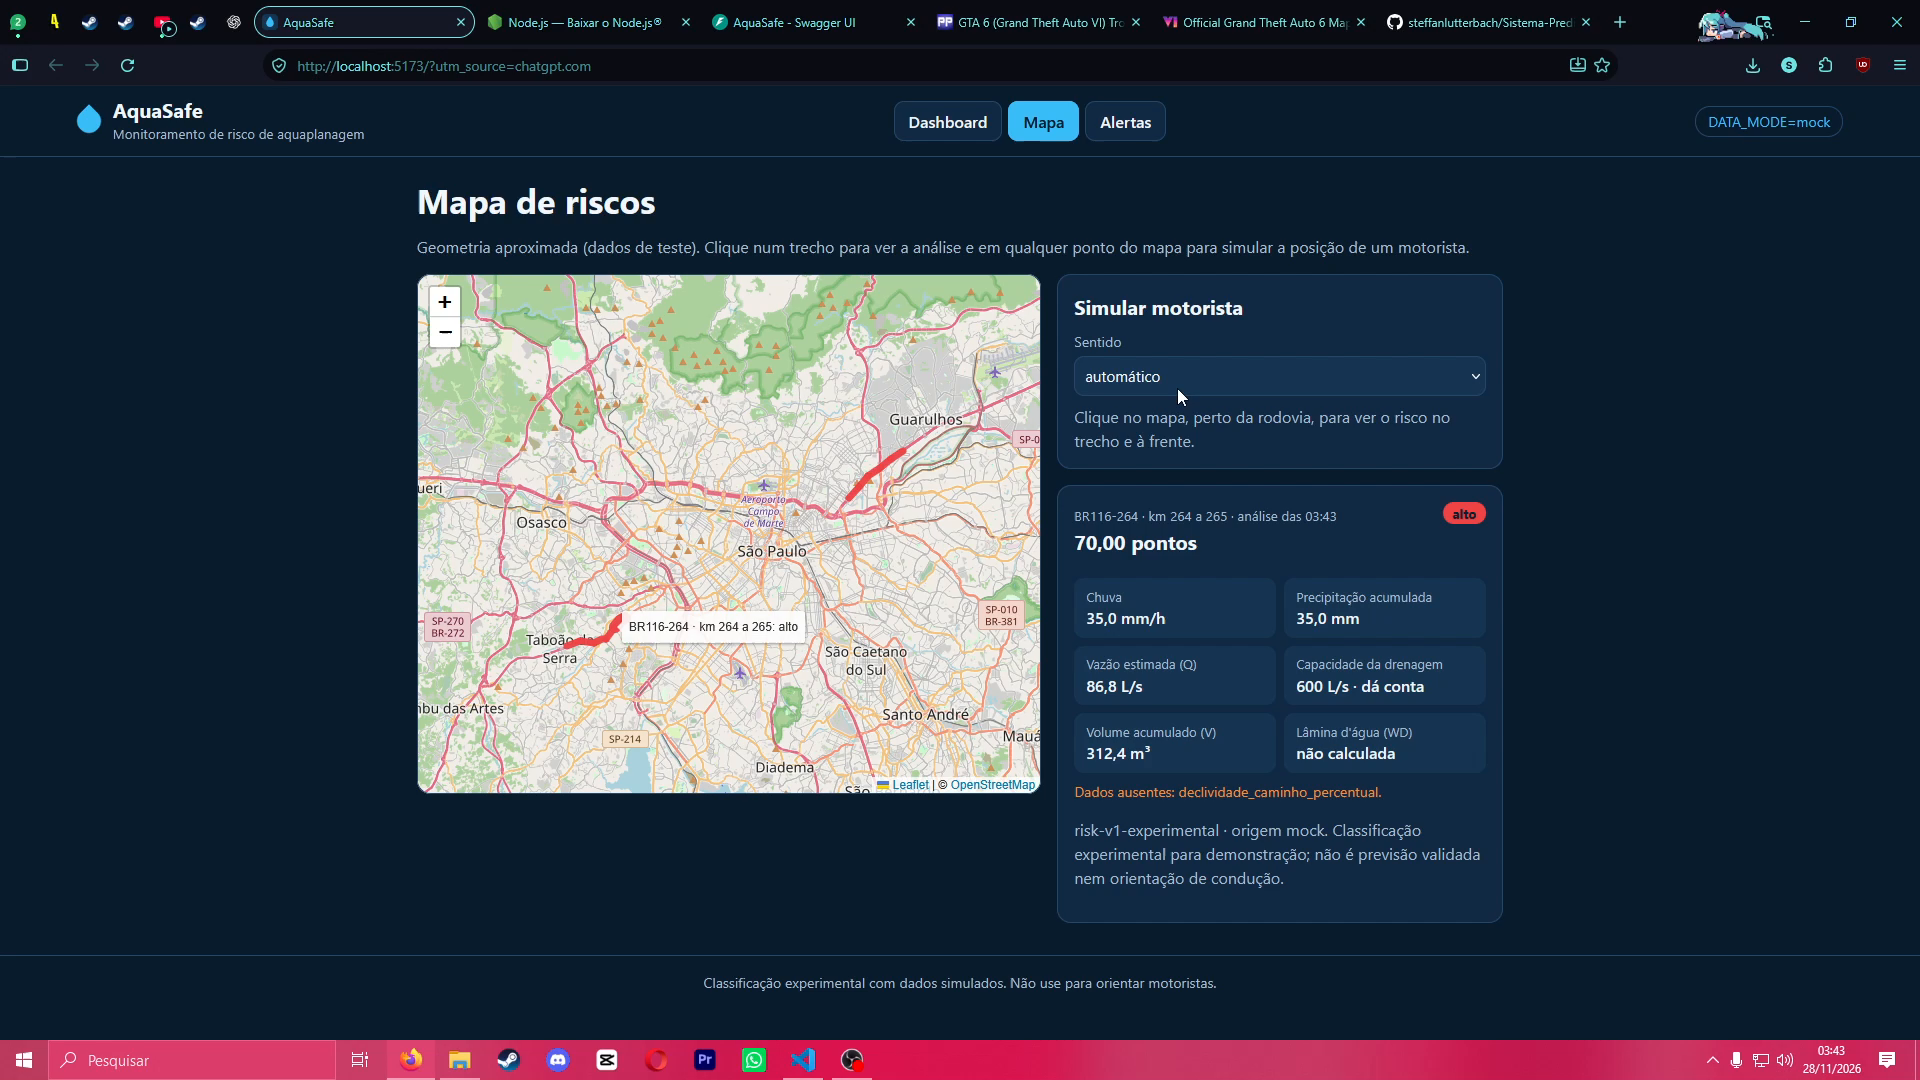 2
AquaSafe
Node.js — Baixar o Node.js®
AquaSafe - Swagger UI
GTA 6 (Grand Theft Auto VI) Tr
Official Grand Theft Auto 6 Ma
steffanlutterbach/Sistema-Pred
http://localhost:5173/?utm_source=chatgpt.com
S
AquaSafe
Monitoramento de risco de aquaplanagem
Dashboard
Mapa
Alertas
DATA_MODE=mock
Mapa de riscos
Geometria aproximada (dados de teste). Clique num trecho para ver a análise e em qualquer ponto do mapa para simular a posição de um motorista.
+
−
Guarulhos
SP-0
ueri
Aeroporto
Campo
de Marte
Osasco
São Paulo
SP-010
BR-381
SP-270
BR-272
BR116-264 · km 264 a 265: alto
Taboão da
Serra
São Caetano
do Sul
bu das Artes
Santo André
SP-214
Mauá
Diadema
São
Leaflet | © OpenStreetMap
Simular motorista
Sentido
automático
Clique no mapa, perto da rodovia, para ver o risco no
trecho e à frente.
BR116-264 · km 264 a 265 · análise das 03:43
alto
70,00 pontos
Chuva
35,0 mm/h
Precipitação acumulada
35,0 mm
Vazão estimada (Q)
86,8 L/s
Capacidade da drenagem
600 L/s · dá conta
Volume acumulado (V)
312,4 m³
Lâmina d'água (WD)
não calculada
Dados ausentes: declividade_caminho_percentual.
risk-v1-experimental · origem mock. Classificação
experimental para demonstração; não é previsão validada
nem orientação de condução.
Classificação experimental com dados simulados. Não use para orientar motoristas.
Pesquisar
Pr
03:43
28/11/2026